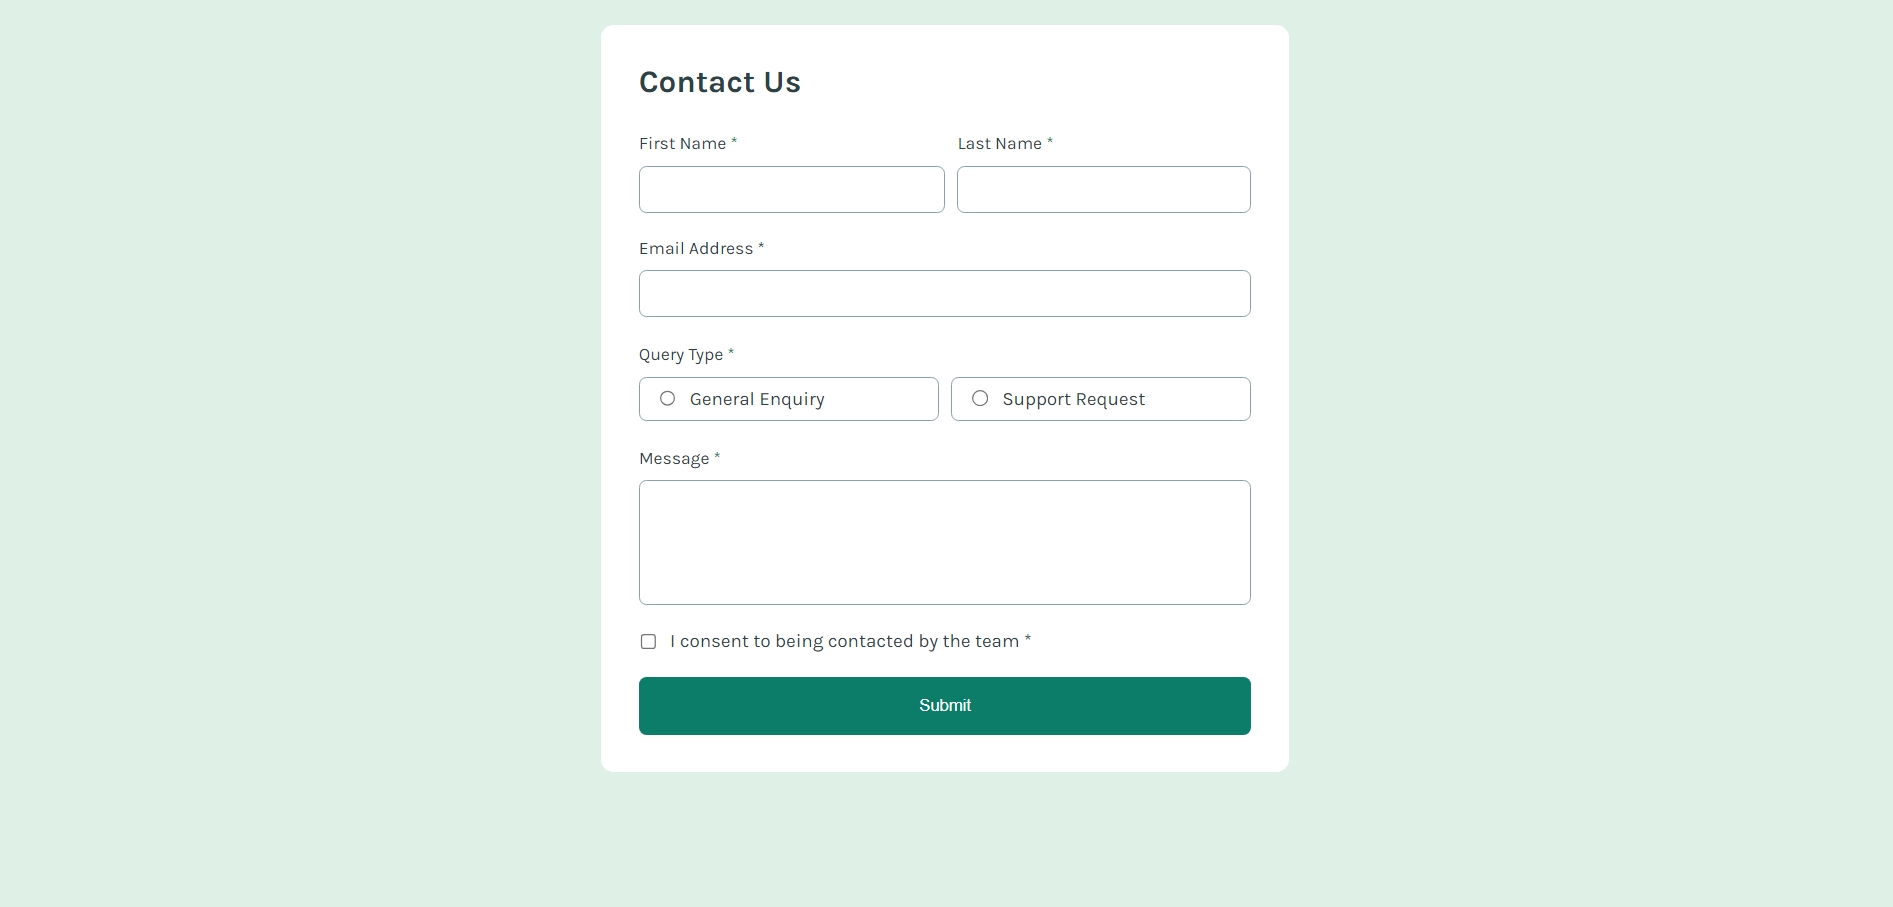 Contact Us
First Name * Last Name *
Email Address *
Query Type *
General Enquiry Support Request
Message *
I consent to being contacted by the team *
Submit